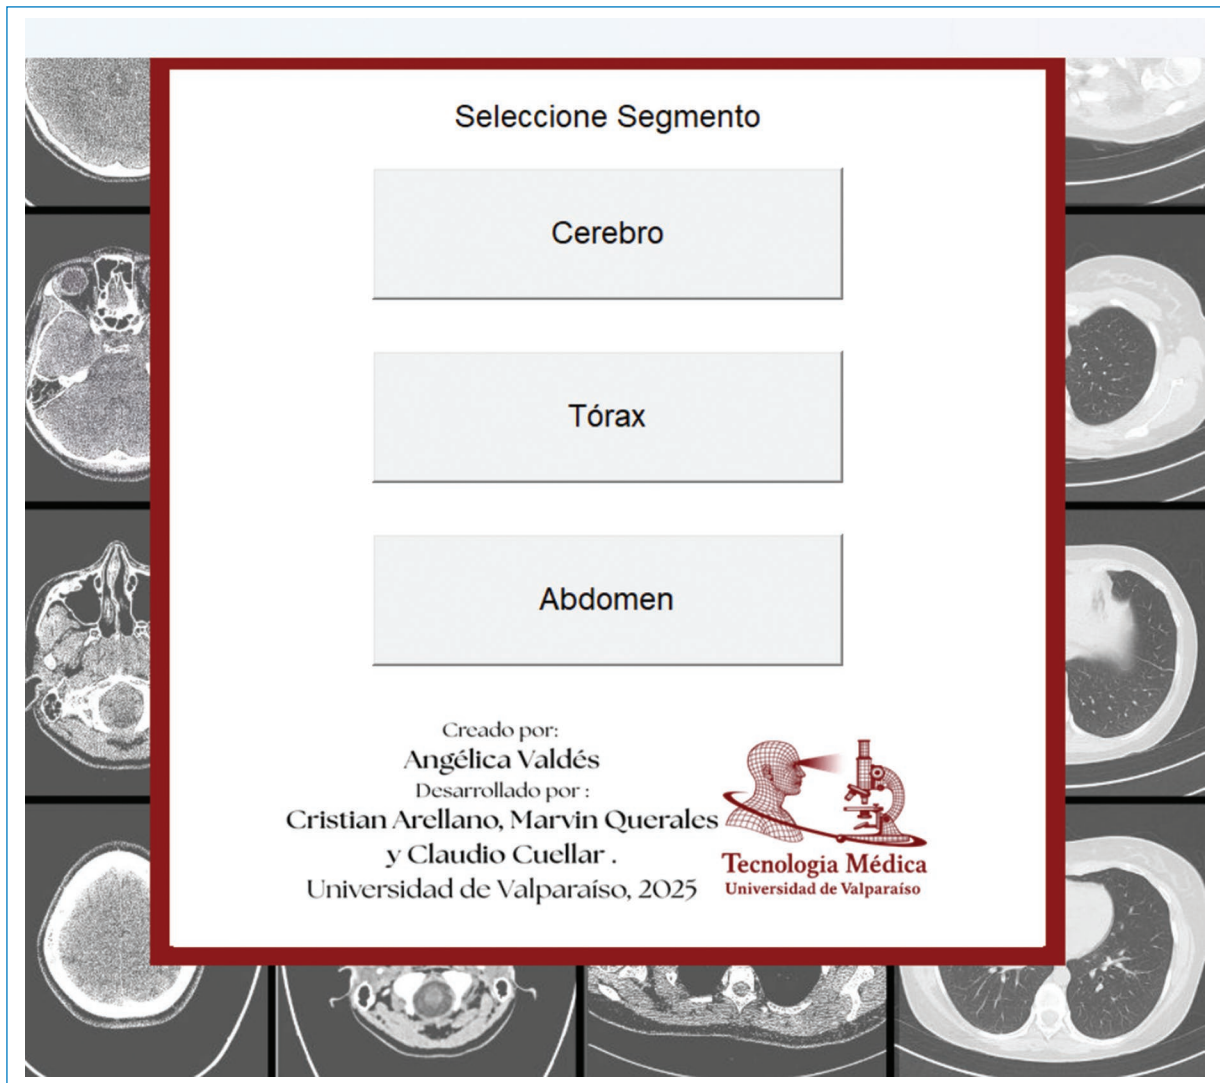 Seleccione Segmento
Cerebro
Tórax
Abdomen
Creado por:
Angélica Valdés
Desarrollado por :
Cristian Arellano, Marvin Querales
y Claudio Cuellar .
Universidad de Valparaíso, 2025
Tecnologia Médica
Universidad de Valparaíso